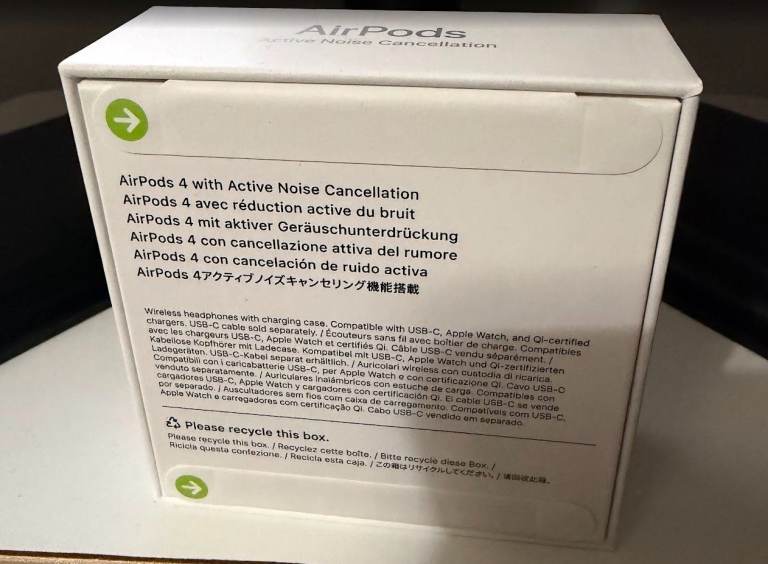 AirPods
Active Noise Cancellation
AirPods 4 with Active Noise Cancellation
AirPods 4 avec réduction active du bruit
AirPods 4 mit aktiver Geräuschunterdrückung
AirPods 4 con cancellazione attiva del rumore
AirPods 4 con cancelación de ruido activa
AirPods 4アクティブノイズキャンセリング機能搭載
Wireless headphones with charging case. Compatible with USB-C, Apple Watch, and Qi-certified
chargers. USB-C cable sold separately. / Écouteurs sans fil avec boîtier de charge. Compatibles
avec les chargeurs USB-C, Apple Watch et certifiés Qi. Câble USB-C vendu séparément. /
Kabellose Kopfhörer mit Ladecase. Kompatibel mit USB-C, Apple Watch und Qi-zertifizierten
Ladegeräten. USB-C-Kabel separat erhältlich. / Auricolari wireless con custodia di ricarica.
Compatibili con i caricabatterie USB-C, per Apple Watch e con certificazione Qi. Cavo USB-C
venduto separatamente. / Auriculares inalámbricos con estuche de carga. Compatibles con
cargadores USB-C, Apple Watch y cargadores con certificación Qi. El cable USB-C se vende
por separado. / Auscultadores sem fios com caixa de carregamento. Compatíveis com USB-C,
Apple Watch e carregadores com certificação Qi. Cabo USB-C vendido em separado.
Please recycle this box.
Please recycle this box. / Recyclez cette boîte. / Bitte recycle diese Box. /
Ricicla questa confezione. / Recicla esta caja. / この箱はリサイクルしてください。/ 请回收此箱。